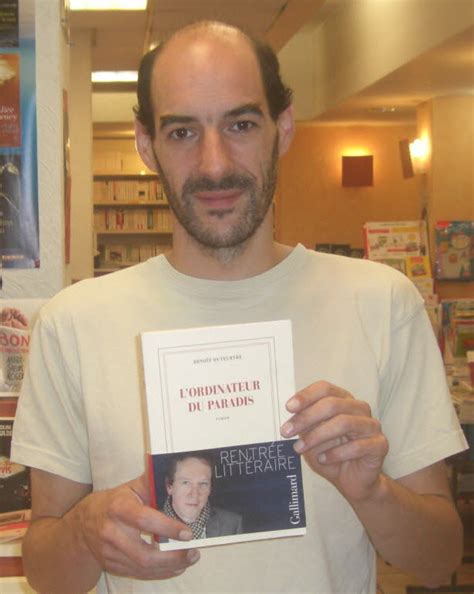 BENOÎT DUTEURTRE
L'ORDINATEUR
DU PARADIS
roman
RENTRÉE
LITTÉRAIRE
Gallimard